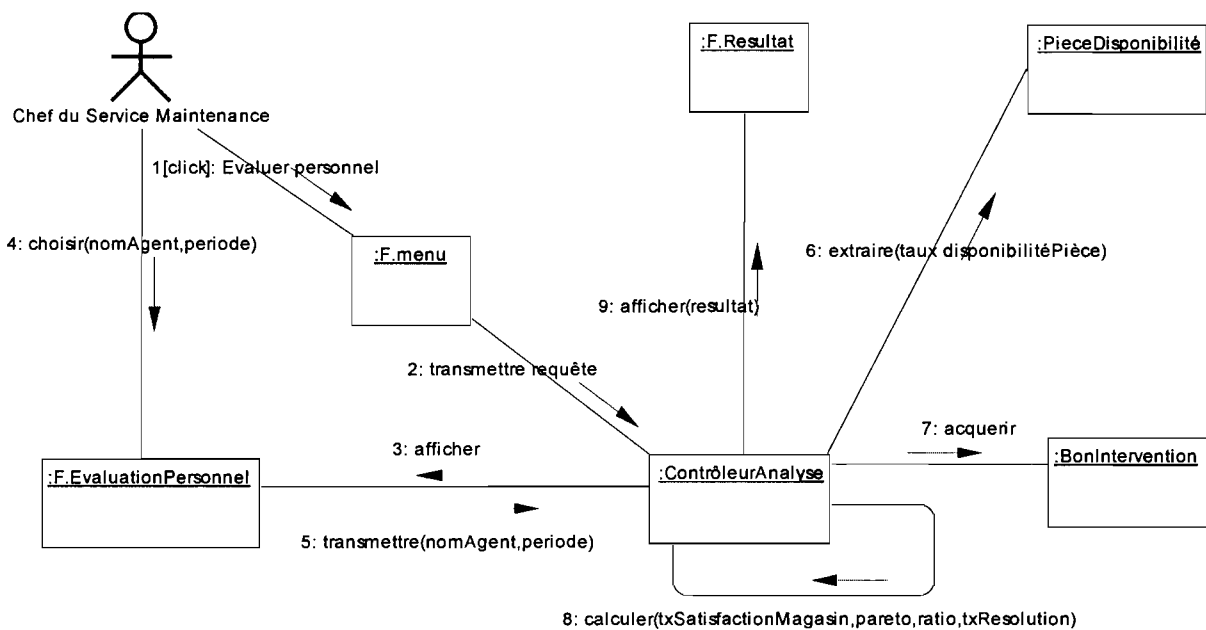 :F.Resultat
:PieceDisponibilité
Chef du Service Maintenance
1[click]: Evaluer personnel
4: choisir(nomAgent,periode)
:F.menu
6: extraire(taux disponibilitéPièce)
9: afficher(resultat)
2: transmettre requête
3: afficher
7: acquerir
:F.EvaluationPersonnel
:ContrôleurAnalyse
:BonIntervention
5: transmettre(nomAgent,periode)
8: calculer(txSatisfactionMagasin,pareto,ratio,txResolution)